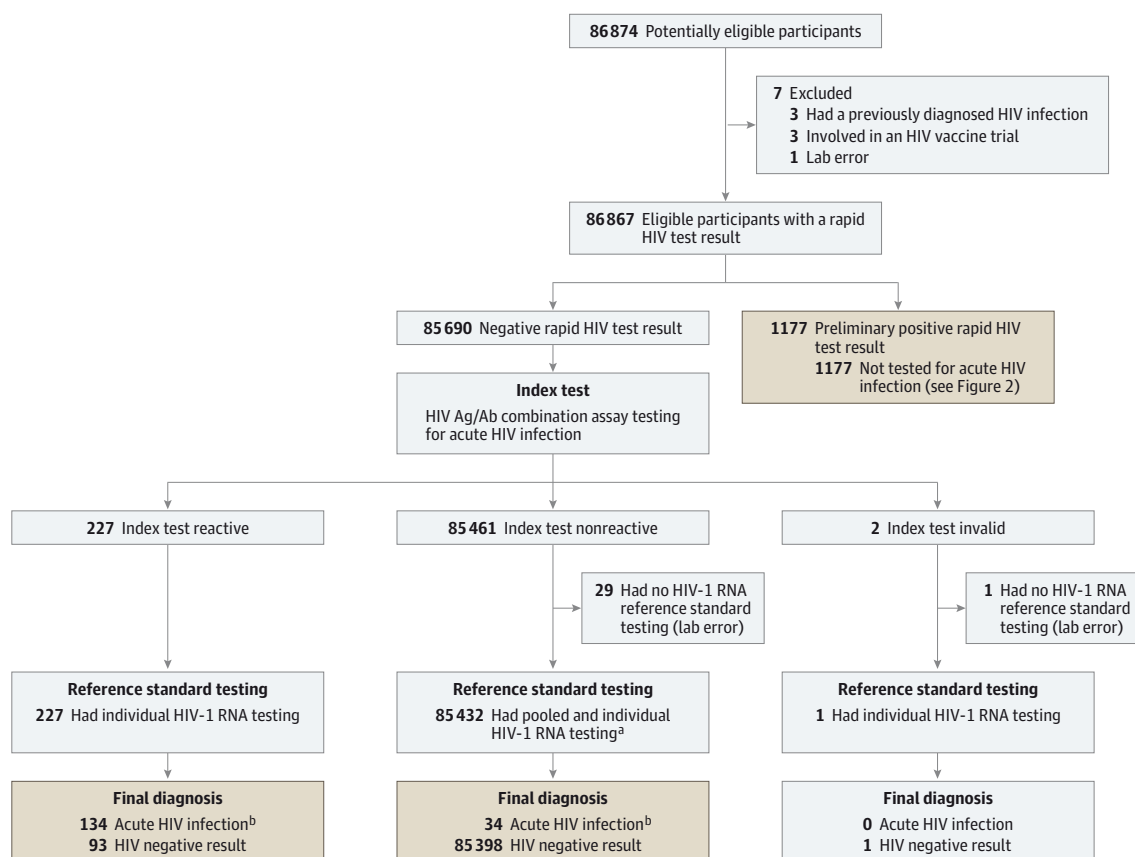 86874 Potentially eligible participants
7 Excluded
3 Had a previously diagnosed HIV infection
3 Involved in an HIV vaccine trial
1 Lab error
86867 Eligible participants with a rapid
HIV test result
85690 Negative rapid HIV test result
1177 Preliminary positive rapid HIV
test result
1177 Not tested for acute HIV
infection (see Figure 2)
Index test
HIV Ag/Ab combination assay testing
for acute HIV infection
227 Index test reactive
85461 Index test nonreactive
2 Index test invalid
29 Had no HIV-1 RNA
reference standard
testing (lab error)
1 Had no HIV-1 RNA
reference standard
testing (lab error)
Reference standard testing
227 Had individual HIV-1 RNA testing
Reference standard testing
85432 Had pooled and individual
HIV-1 RNA testingᵃ
Reference standard testing
1 Had individual HIV-1 RNA testing
Final diagnosis
134 Acute HIV infectionᵇ
93 HIV negative result
Final diagnosis
34 Acute HIV infectionᵇ
85398 HIV negative result
Final diagnosis
0 Acute HIV infection
1 HIV negative result